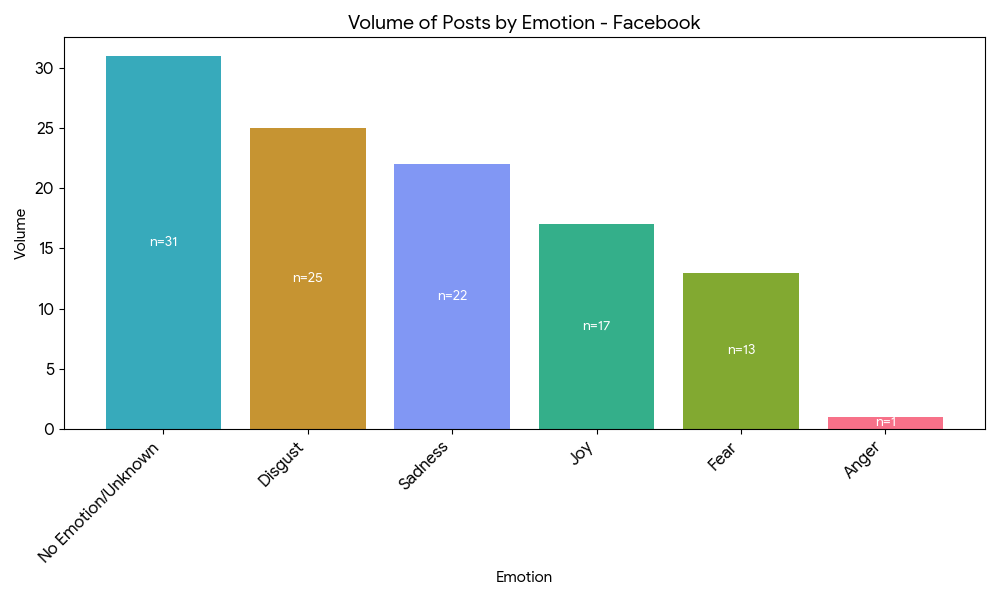 Volume of Posts by Emotion - Facebook
Volume
30
25
20
15
10
5
0
n=31
n=25
n=22
n=17
n=13
n=1
No Emotion/Unknown
Disgust
Sadness
Joy
Fear
Anger
Emotion